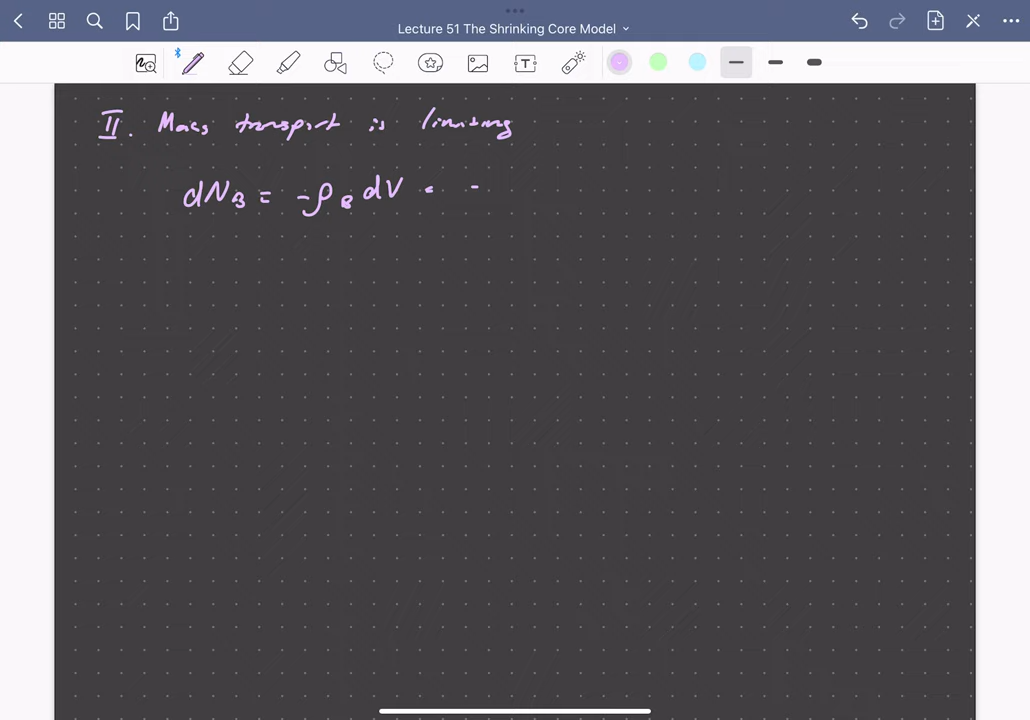 Lecture 51 The Shrinking Core Model
II. Mass transport is limiting
dN_B = -ρ_B dV = -